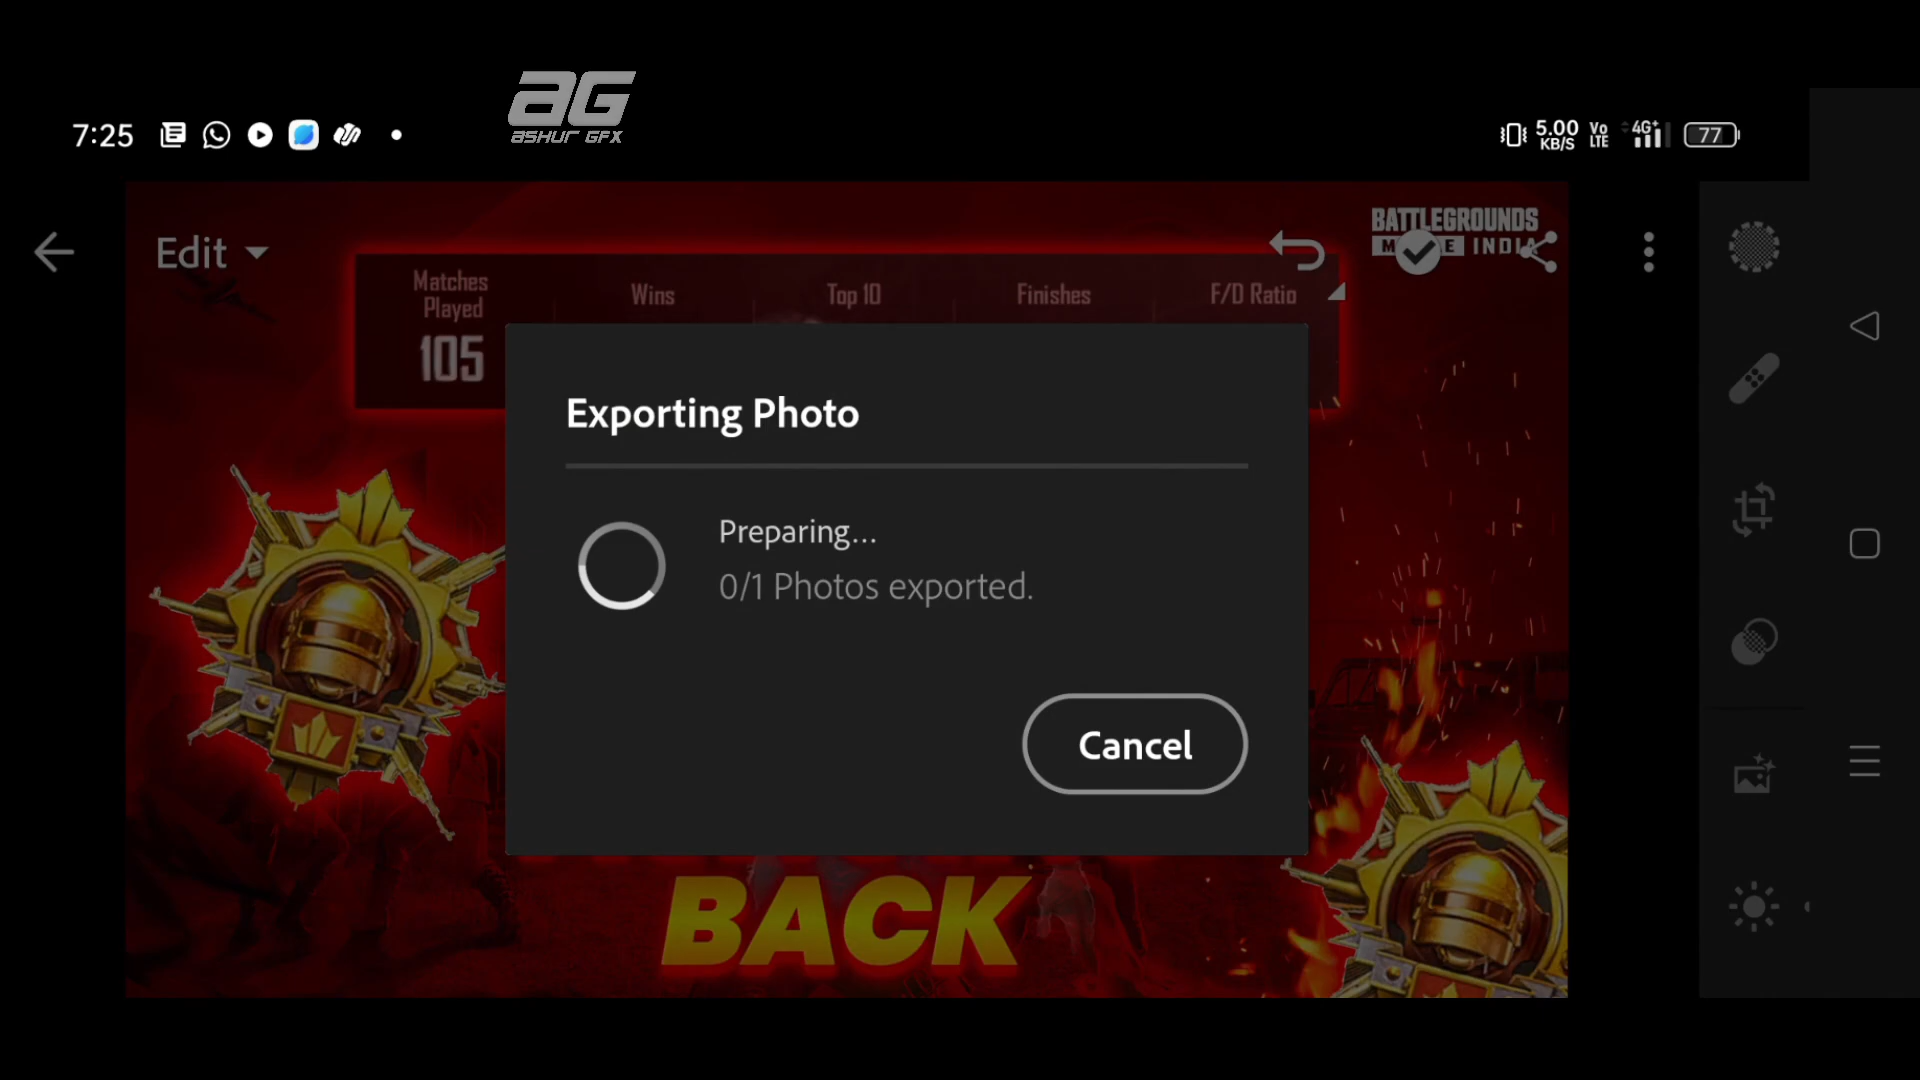 AG
ASHUR GFX
7:25
5.00
KB/S
Vo
LTE
4G+
77
Edit
BATTLEGROUNDS
INDIA
Matches
Played
Wins
Top 10
Finishes
F/D Ratio
105
Exporting Photo
Preparing...
0/1 Photos exported.
Cancel
BACK